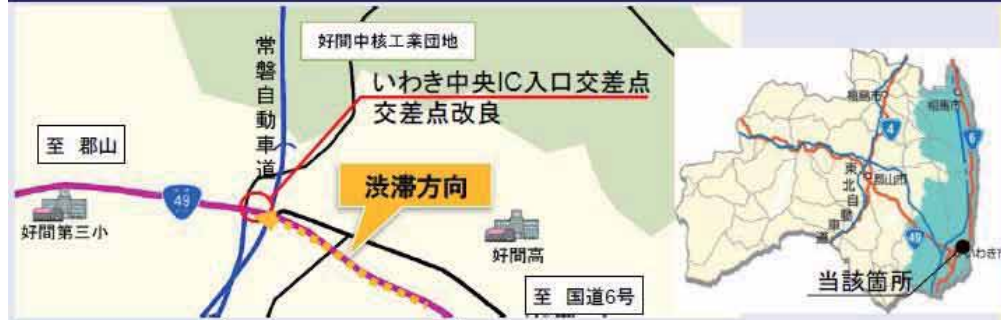 常磐自動車道
好間中核工業団地
いわき中央IC入口交差点
交差点改良
至 郡山
49
渋滞方向
好間第三小
好間高
至 国道6号
相馬市
4
6
郡山市
東北自動車道
49
いわき市
当該箇所